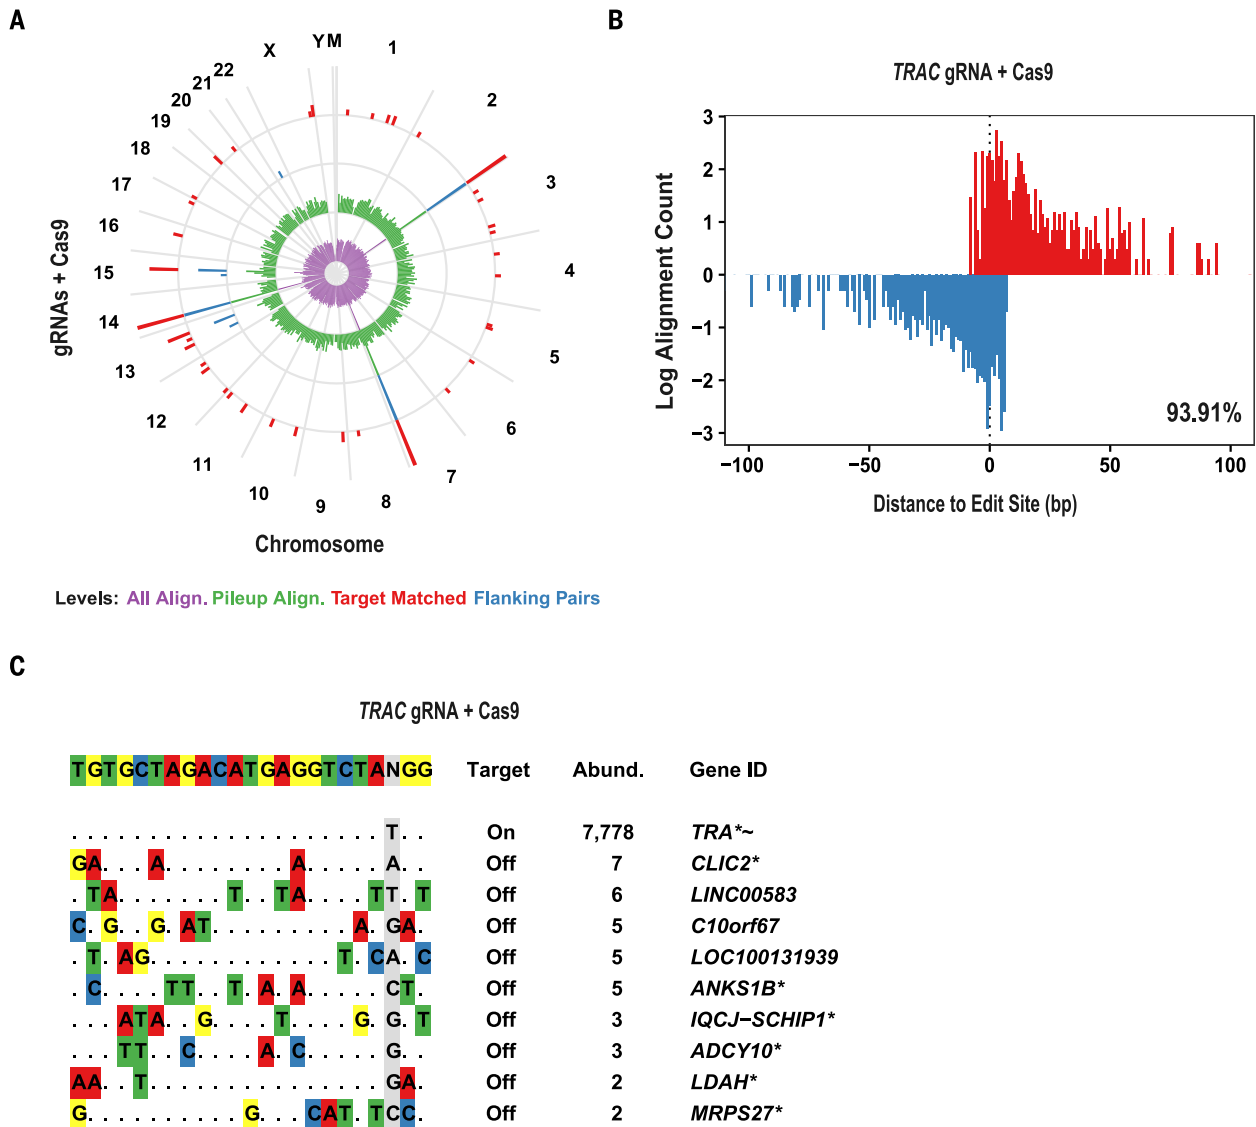 A
B
gRNAs + Cas9
Y M 1 2 3 4 5 6 7 8 9 10 11 12 13 14 15 16 17 18 19 20 21 22 X
Chromosome
Levels: All Align. Pileup Align. Target Matched Flanking Pairs
TRAC gRNA + Cas9
Log Alignment Count
3
2
1
0
−1
−2
−3
93.91%
−100 −50 0 50 100
Distance to Edit Site (bp)
C
TRAC gRNA + Cas9
TGTGCTAGACATGAGGTCTANGG Target Abund. Gene ID
....................T.. On 7,778 TRA*~
GA...A........A.....A.. Off 7 CLIC2*
.TA.......T..TA....TT.T Off 6 LINC00583
C.G..G.AT.........A.GA. Off 5 C10orf67
.T.AG............T.CA.C Off 5 LOC100131939
.C....TT..T.A.A.....CT. Off 5 ANKS1B*
...ATA..G....T....G.G.T Off 3 IQCJ−SCHIP1*
...TT..C....A.C.....G.. Off 3 ADCY10*
AA..T...............GA. Off 2 LDAH*
G..........G...CAT.TCC. Off 2 MRPS27*